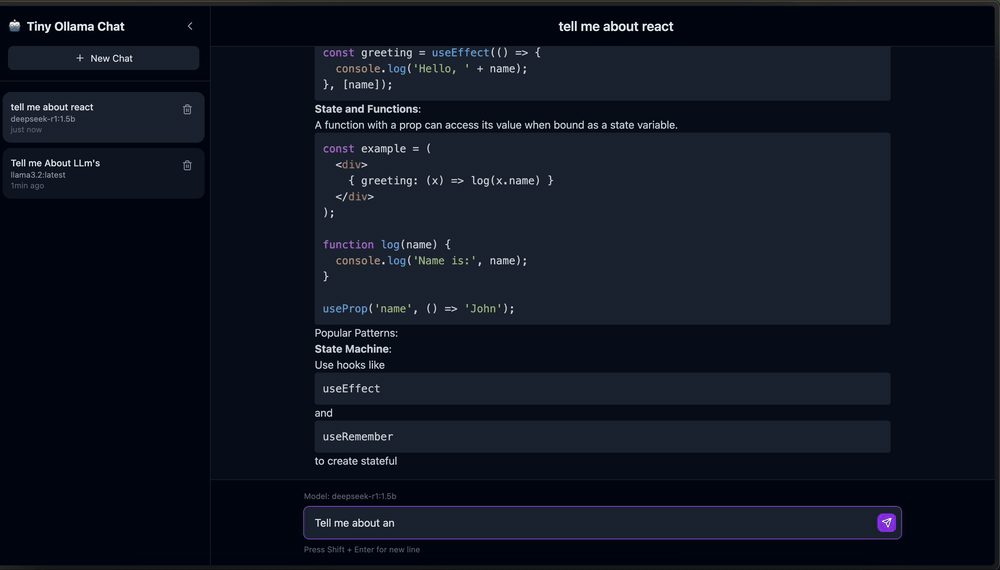 Tiny Ollama Chat
+ New Chat
tell me about react
deepseek-r1:1.5b
just now
Tell me About LLm's
llama3.2:latest
1min ago
tell me about react
const greeting = useEffect(() => {
  console.log('Hello, ' + name);
}, [name]);
State and Functions:
A function with a prop can access its value when bound as a state variable.
const example = (
  <div>
    { greeting: (x) => log(x.name) }
  </div>
);
function log(name) {
  console.log('Name is:', name);
}
useProp('name', () => 'John');
Popular Patterns:
State Machine:
Use hooks like
useEffect
and
useRemember
to create stateful
Model: deepseek-r1:1.5b
Tell me about an
Press Shift + Enter for new line